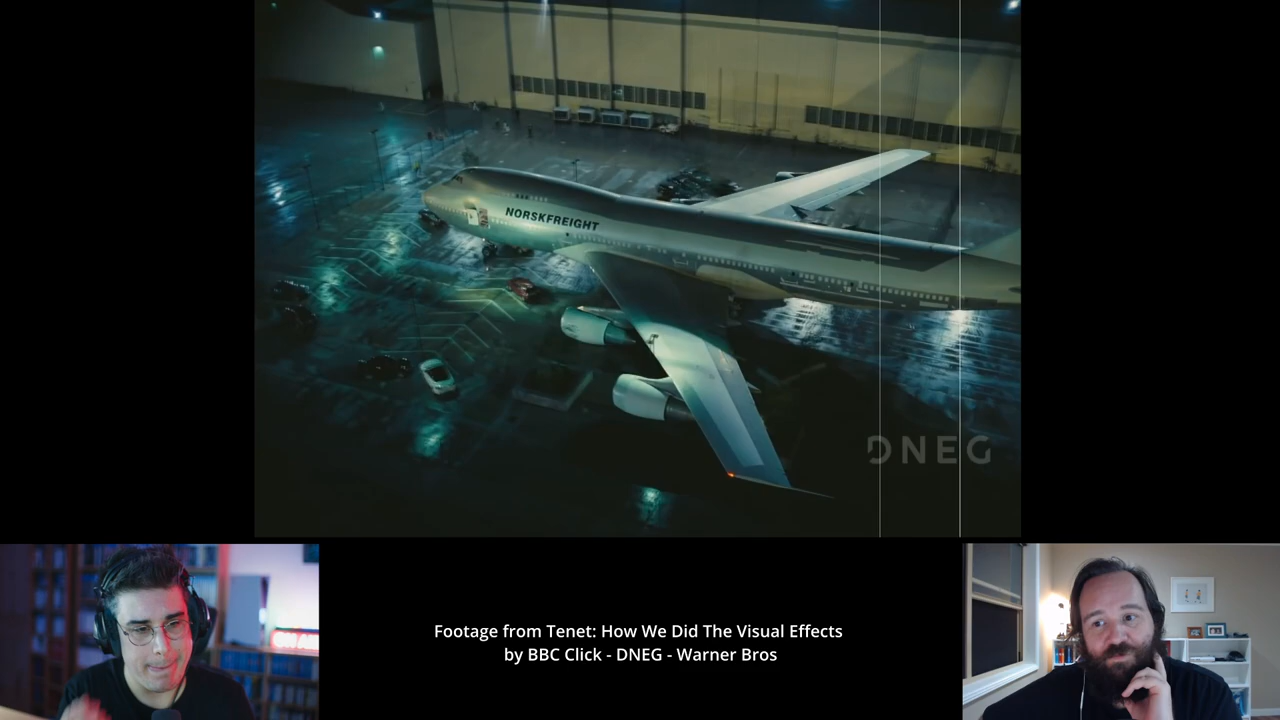 NORSKFREIGHT
DNEG
Footage from Tenet: How We Did The Visual Effects
by BBC Click - DNEG - Warner Bros